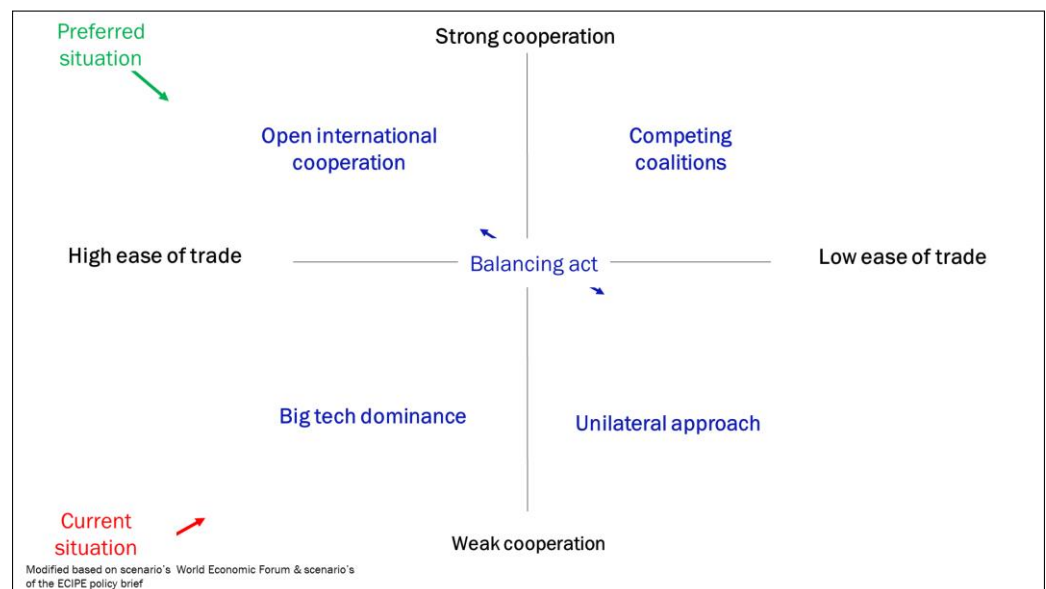 Preferred
situation
Strong cooperation
Open international
cooperation
Competing
coalitions
High ease of trade
Balancing act
Low ease of trade
Big tech dominance
Unilateral approach
Current
situation
Weak cooperation
Modified based on scenario's World Economic Forum & scenario's
of the ECIPE policy brief